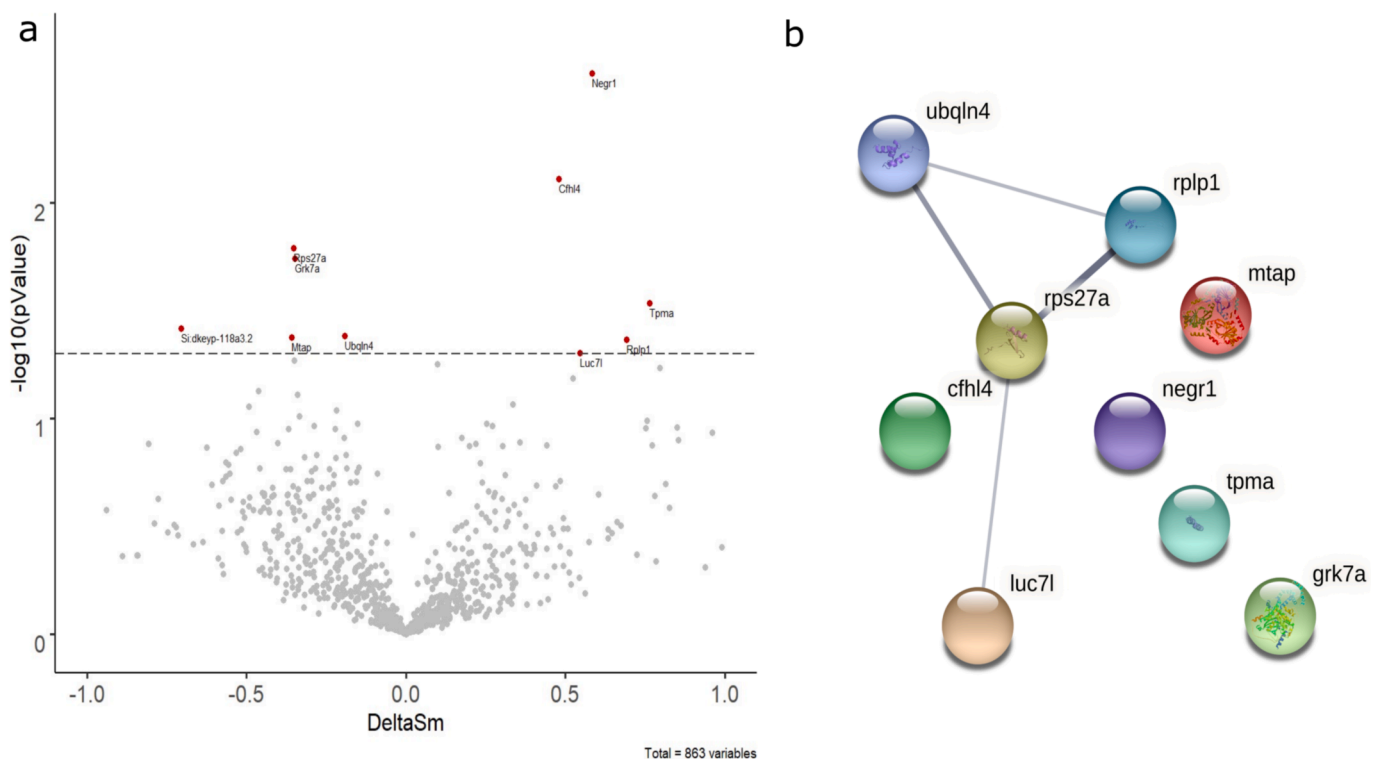 a
-log10(pValue)
2
1
0
Negr1
Cfhl4
Rps27a
Grk7a
Tpma
Si:dkeyp-118a3.2
Mtap
Ubqln4
Rplp1
Luc7l
-1.0 -0.5 0.0 0.5 1.0
DeltaSm
Total = 863 variables
b
ubqln4
rplp1
mtap
rps27a
cfhl4
negr1
tpma
luc7l
grk7a